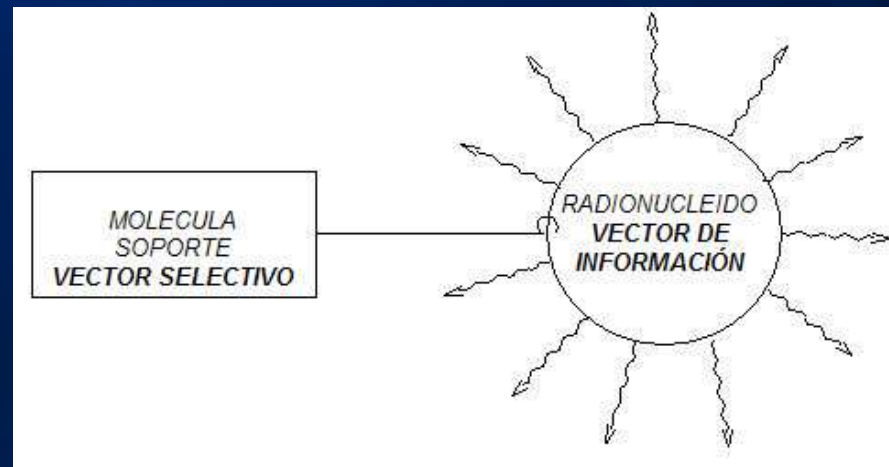 MOLECULA
SOPORTE
VECTOR SELECTIVO
RADIONUCLEIDO
VECTOR DE
INFORMACIÓN